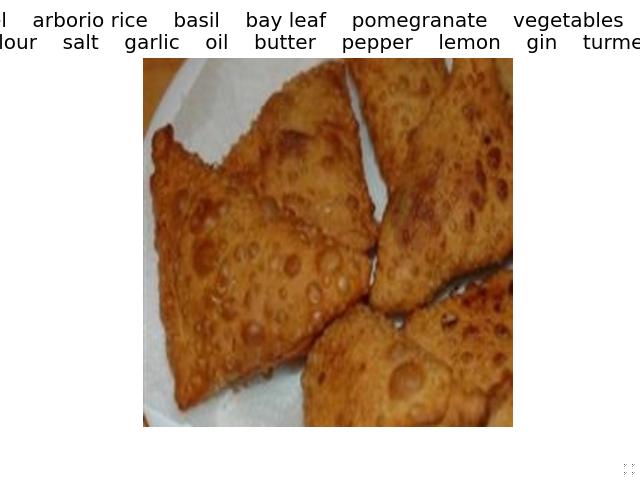 arborio rice basil bay leaf pomegranate vegetables
salt garlic oil butter pepper lemon gin